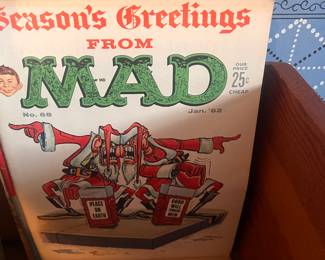 Season's Greetings
FROM
MAD
OUR
PRICE
25¢
CHEAP
No. 68
Jan. '62
PEACE
ON
EARTH
GOOD
WILL
TOWARD
MEN